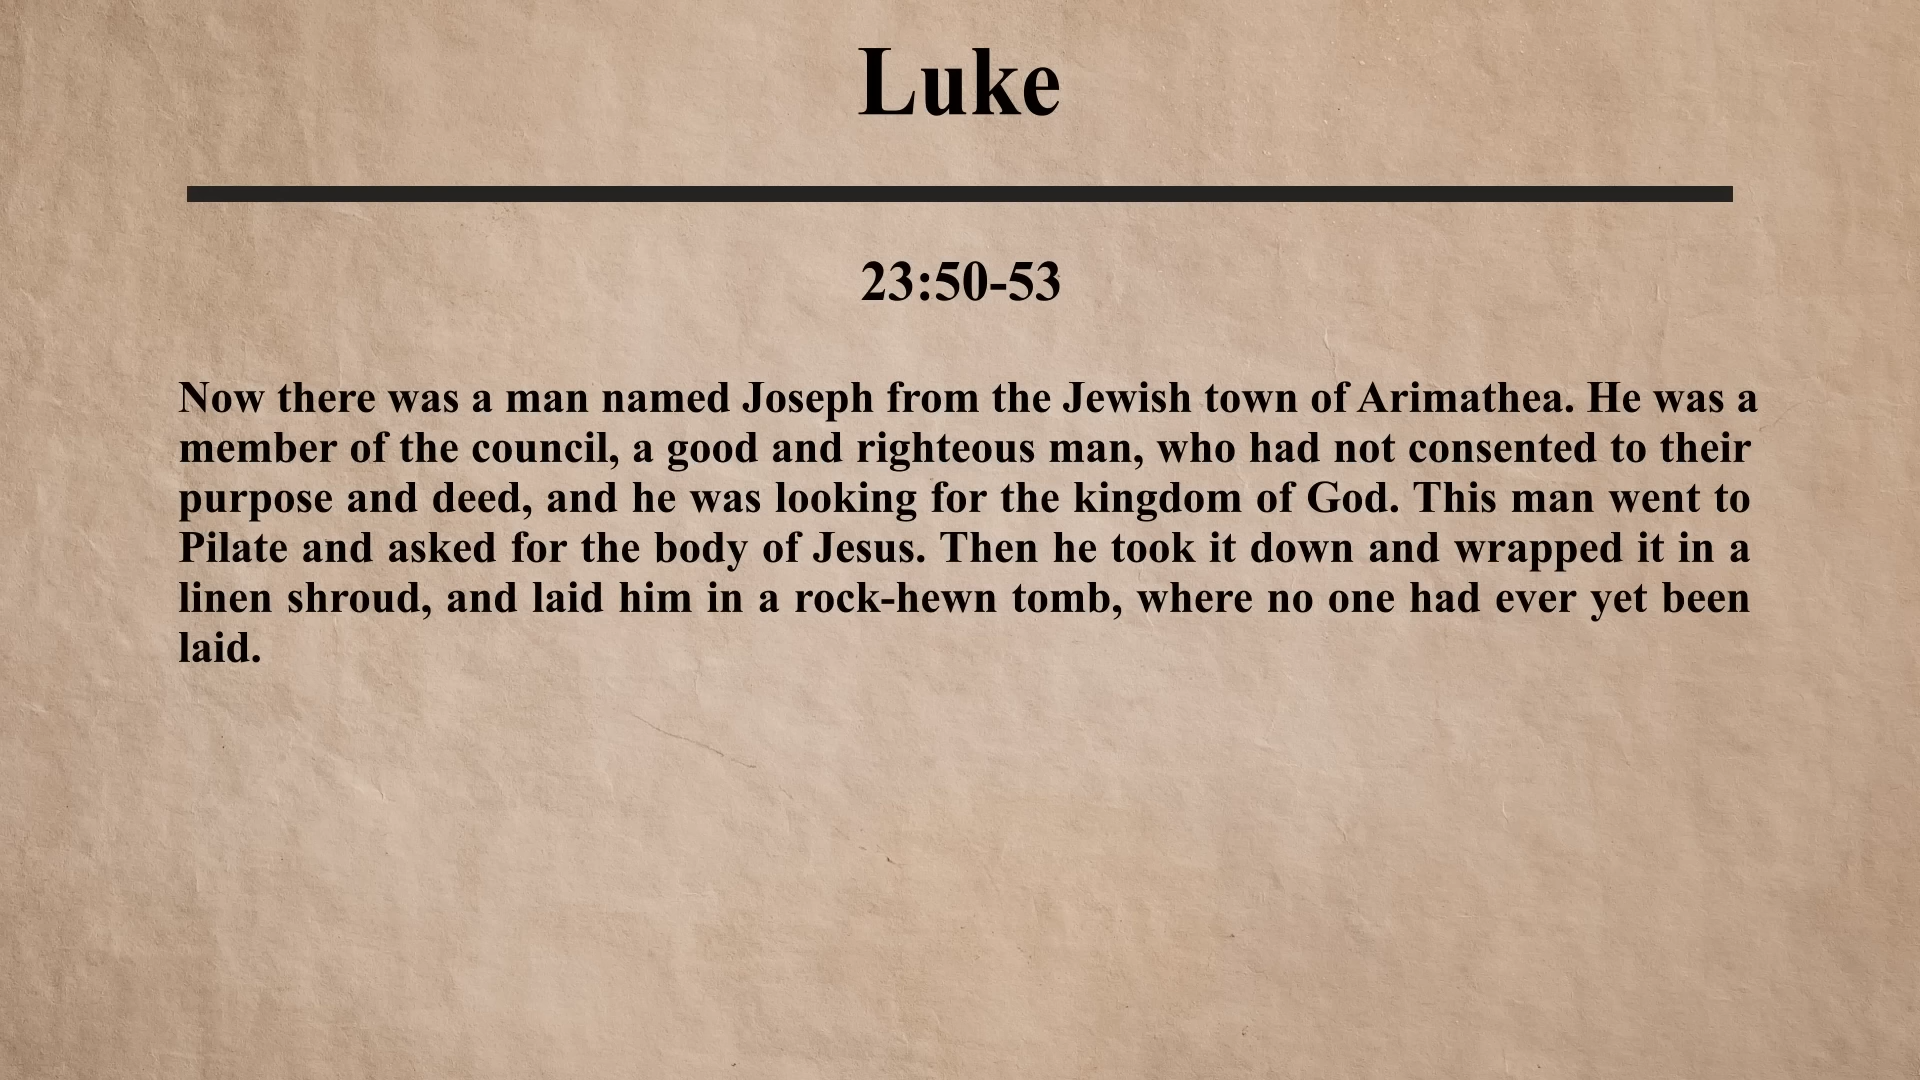 Luke
23:50-53
Now there was a man named Joseph from the Jewish town of Arimathea. He was a
member of the council, a good and righteous man, who had not consented to their
purpose and deed, and he was looking for the kingdom of God. This man went to
Pilate and asked for the body of Jesus. Then he took it down and wrapped it in a
linen shroud, and laid him in a rock-hewn tomb, where no one had ever yet been
laid.